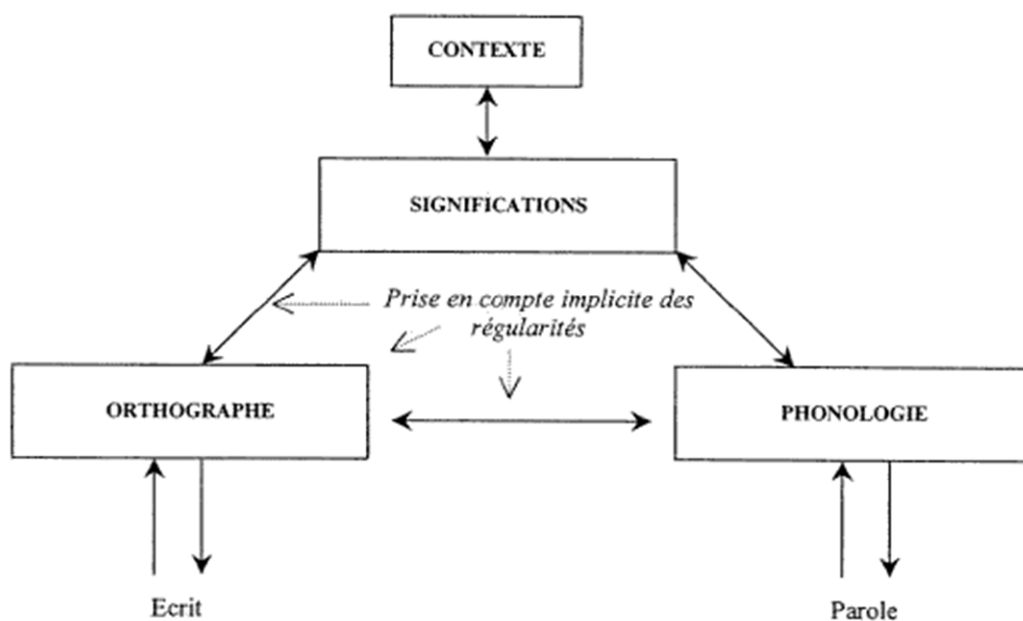 CONTEXTE
SIGNIFICATIONS
Prise en compte implicite des
régularités
ORTHOGRAPHE
PHONOLOGIE
Ecrit
Parole